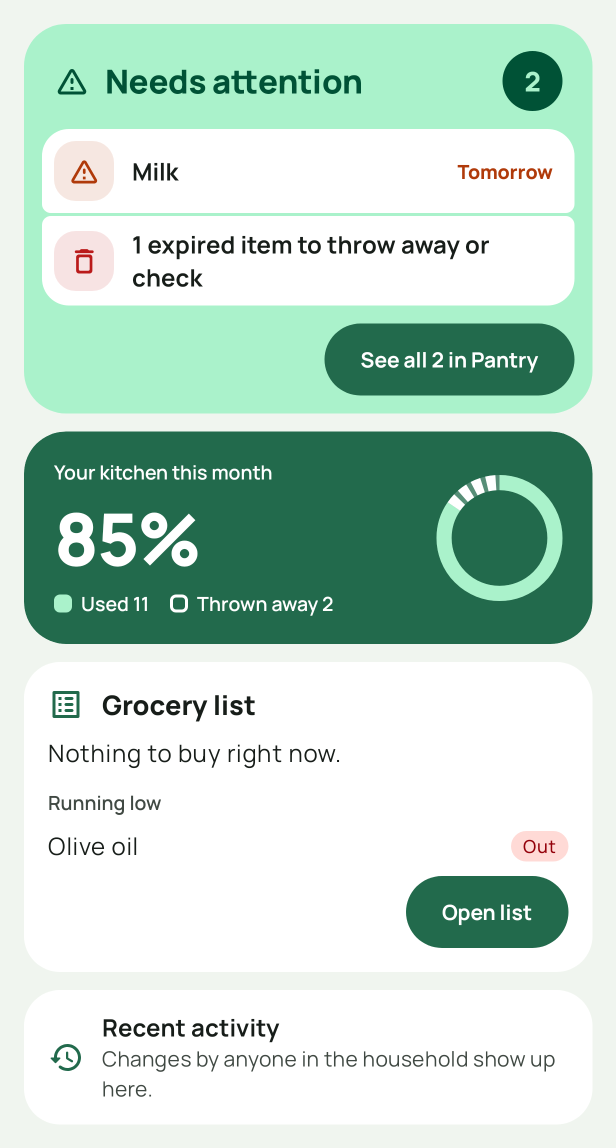 Needs attention
2
Milk
Tomorrow
1 expired item to throw away or
check
See all 2 in Pantry
Your kitchen this month
85%
Used 11
Thrown away 2
Grocery list
Nothing to buy right now.
Running low
Olive oil
Out
Open list
Recent activity
Changes by anyone in the household show up
here.